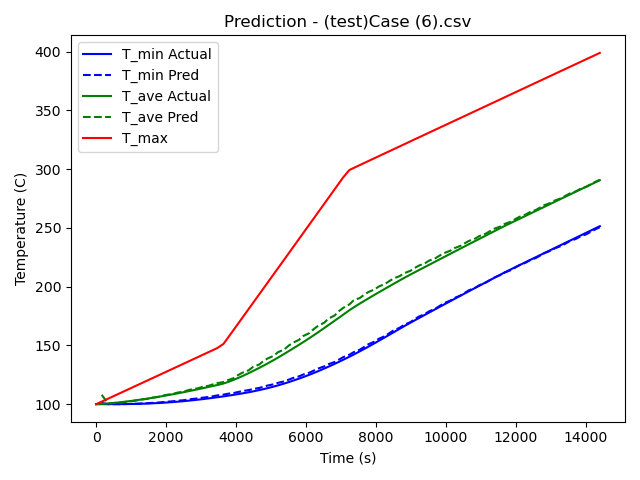 Prediction - (test)Case (6).csv
T_min Actual
T_min Pred
T_ave Actual
T_ave Pred
T_max
Temperature (C)
400
350
300
250
200
150
100
0 2000 4000 6000 8000 10000 12000 14000
Time (s)